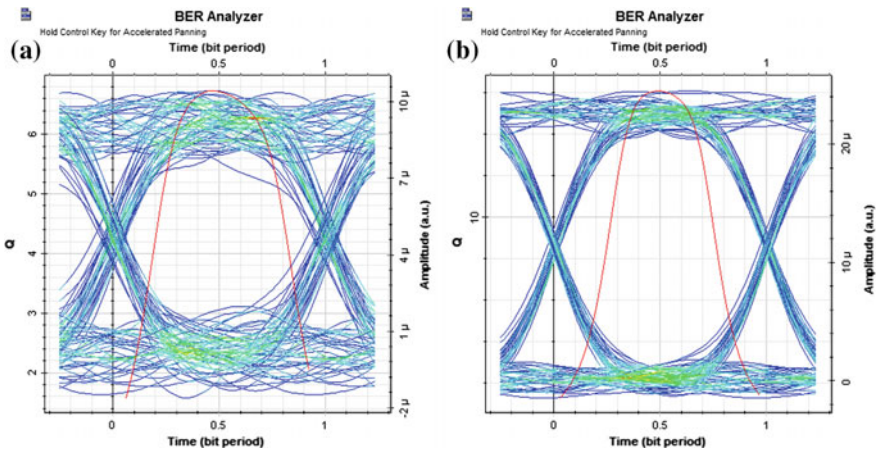 BER Analyzer
Hold Control Key for Accelerated Panning
Time (bit period)
(a)
0
0.5
1
Q
6
5
4
3
2
10 µ
7 µ
4 µ
1 µ
-2 µ
Amplitude (a.u.)
0
0.5
1
Time (bit period)
BER Analyzer
Hold Control Key for Accelerated Panning
Time (bit period)
(b)
0
0.5
1
Q
10
20 µ
10 µ
0
Amplitude (a.u.)
0
0.5
1
Time (bit period)